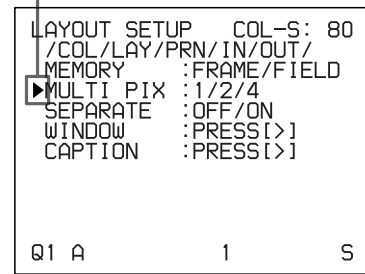 LAYOUT SETUP COL-S: 80
/COL/LAY/PRN/IN/OUT/
MEMORY :FRAME/FIELD
▶MULTI PIX :1/2/4
SEPARATE :OFF/ON
WINDOW :PRESS[>]
CAPTION :PRESS[>]
Q1 A 1 S